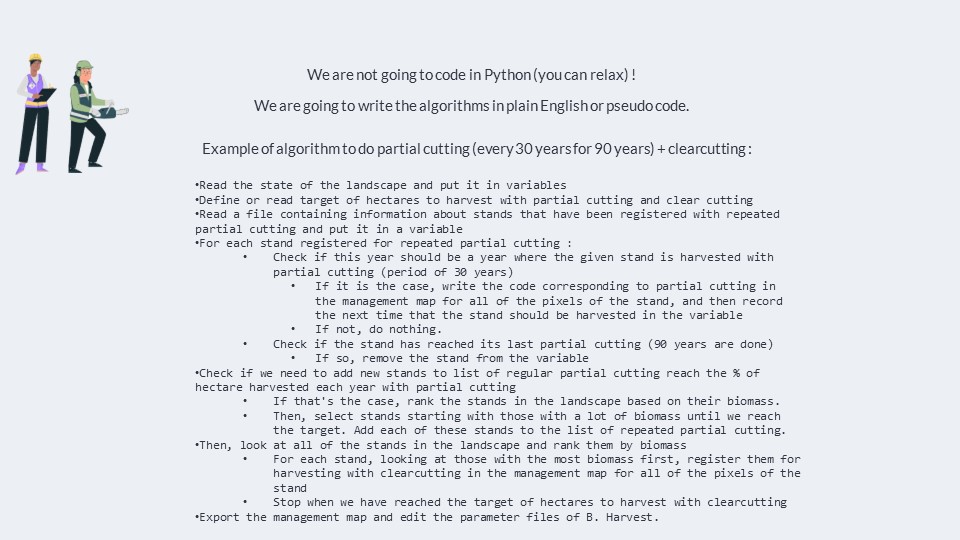 We are not going to code in Python (you can relax) !
We are going to write the algorithms in plain English or pseudo code.
Example of algorithm to do partial cutting (every 30 years for 90 years) + clearcutting :
•Read the state of the landscape and put it in variables
•Define or read target of hectares to harvest with partial cutting and clear cutting
•Read a file containing information about stands that have been registered with repeated
partial cutting and put it in a variable
•For each stand registered for repeated partial cutting :
• Check if this year should be a year where the given stand is harvested with
partial cutting (period of 30 years)
• If it is the case, write the code corresponding to partial cutting in
the management map for all of the pixels of the stand, and then record
the next time that the stand should be harvested in the variable
• If not, do nothing.
• Check if the stand has reached its last partial cutting (90 years are done)
• If so, remove the stand from the variable
•Check if we need to add new stands to list of regular partial cutting reach the % of
hectare harvested each year with partial cutting
• If that's the case, rank the stands in the landscape based on their biomass.
• Then, select stands starting with those with a lot of biomass until we reach
the target. Add each of these stands to the list of repeated partial cutting.
•Then, look at all of the stands in the landscape and rank them by biomass
• For each stand, looking at those with the most biomass first, register them for
harvesting with clearcutting in the management map for all of the pixels of the
stand
• Stop when we have reached the target of hectares to harvest with clearcutting
•Export the management map and edit the parameter files of B. Harvest.